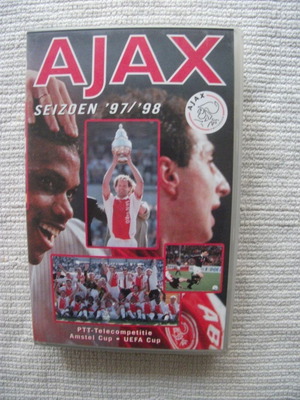 AJAX
SEIZOEN '97/'98
AJAX
PTT-Telecompetitie
Amstel Cup • UEFA Cup